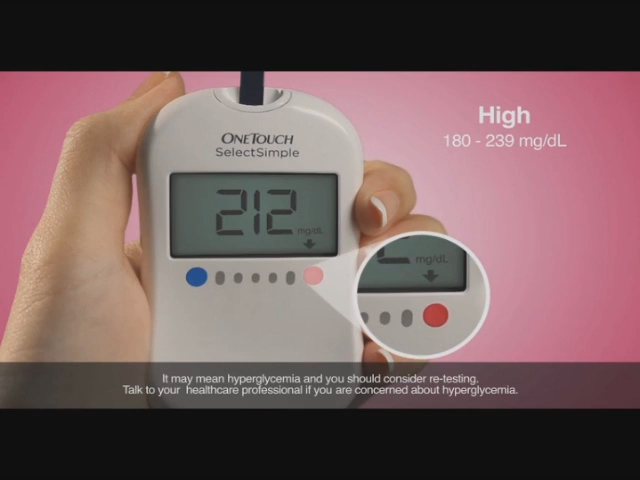 High
180 - 239 mg/dL
ONETOUCH
SelectSimple
212
mg/dL
mg/dL
It may mean hyperglycemia and you should consider re-testing.
Talk to your healthcare professional if you are concerned about hyperglycemia.